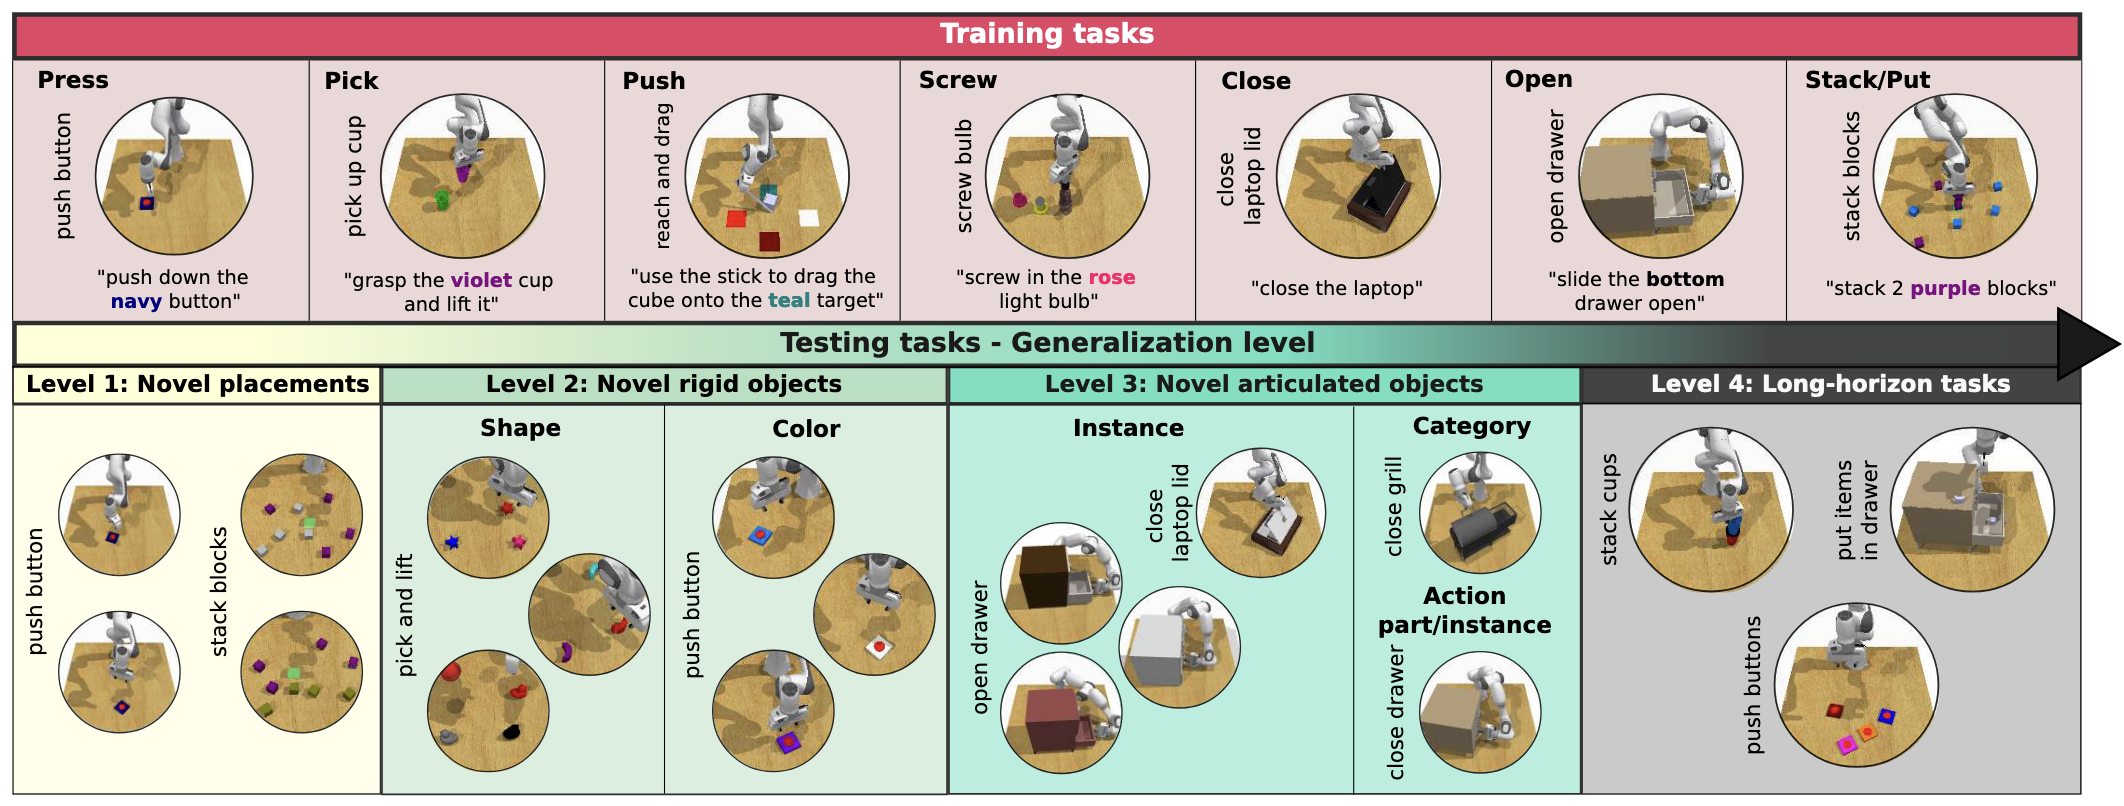 Training tasks
Press
push button
"push down the
navy button"
Pick
pick up cup
"grasp the violet cup
and lift it"
Push
reach and drag
"use the stick to drag the
cube onto the teal target"
Screw
screw bulb
"screw in the rose
light bulb"
Close
close
laptop lid
"close the laptop"
Open
open drawer
"slide the bottom
drawer open"
Stack/Put
stack blocks
"stack 2 purple blocks"
Testing tasks - Generalization level
Level 1: Novel placements
push button
stack blocks
Level 2: Novel rigid objects
Shape
pick and lift
Color
push button
Level 3: Novel articulated objects
Instance
open drawer
close
laptop lid
Category
close grill
Action
part/instance
close drawer
Level 4: Long-horizon tasks
stack cups
put items
in drawer
push buttons